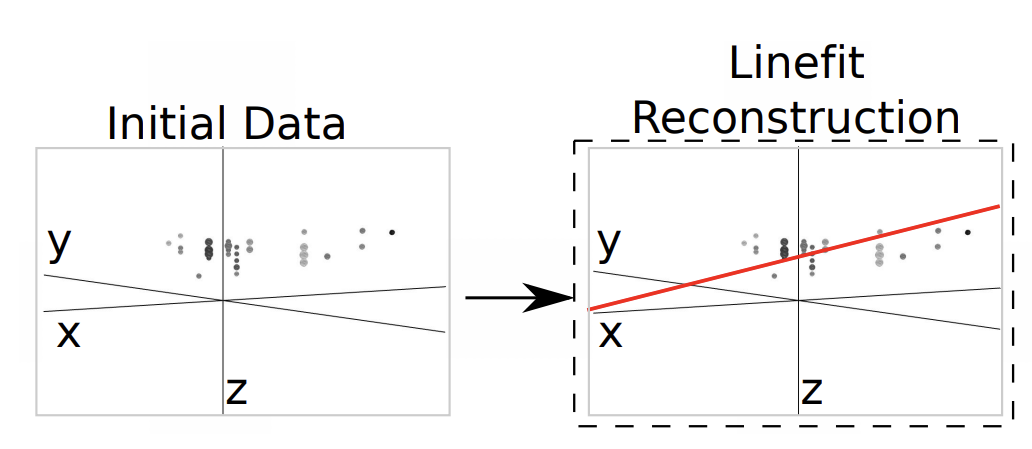 Initial Data
y
x
z
Linefit
Reconstruction
y
x
z